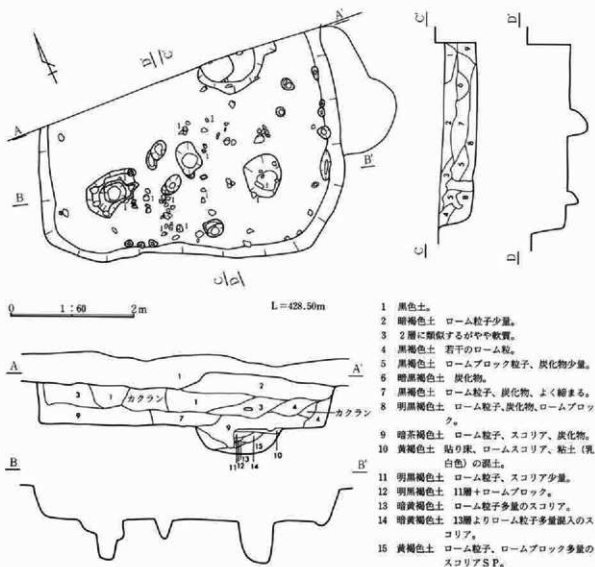 A'
C'
D'
D'
C'
A
B'
B
C
D
C
D
0 1:60 2m
L=428.50m
A
A'
カクラン
カクラン
B
B'
11
12
13
14
10
15
1 黒色土。
2 暗褐色土 ローム粒子少量。
3 2層に類似するがやや軟質。
4 黒褐色土 若干のローム粒。
5 黒褐色土 ロームブロック粒子、炭化物少量。
6 暗黒褐色土 炭化物。
7 黒褐色土 ローム粒子、炭化物、よく締まる。
8 明黒褐色土 ローム粒子、炭化物、ロームブロッ
ク。
9 暗茶褐色土 ローム粒子、スコリア、炭化物。
10 黄褐色土 貼り床、ロームスコリア、粘土(乳
白色)の混土。
11 明黒褐色土 ローム粒子、スコリア少量。
12 明黒褐色土 11層+ロームブロック。
13 暗黄褐色土 ローム粒子多量のスコリア。
14 暗黄褐色土 13層よりローム粒子多量混入のス
コリア。
15 黄褐色土 ローム粒子、ロームブロック多量の
スコリアSP。